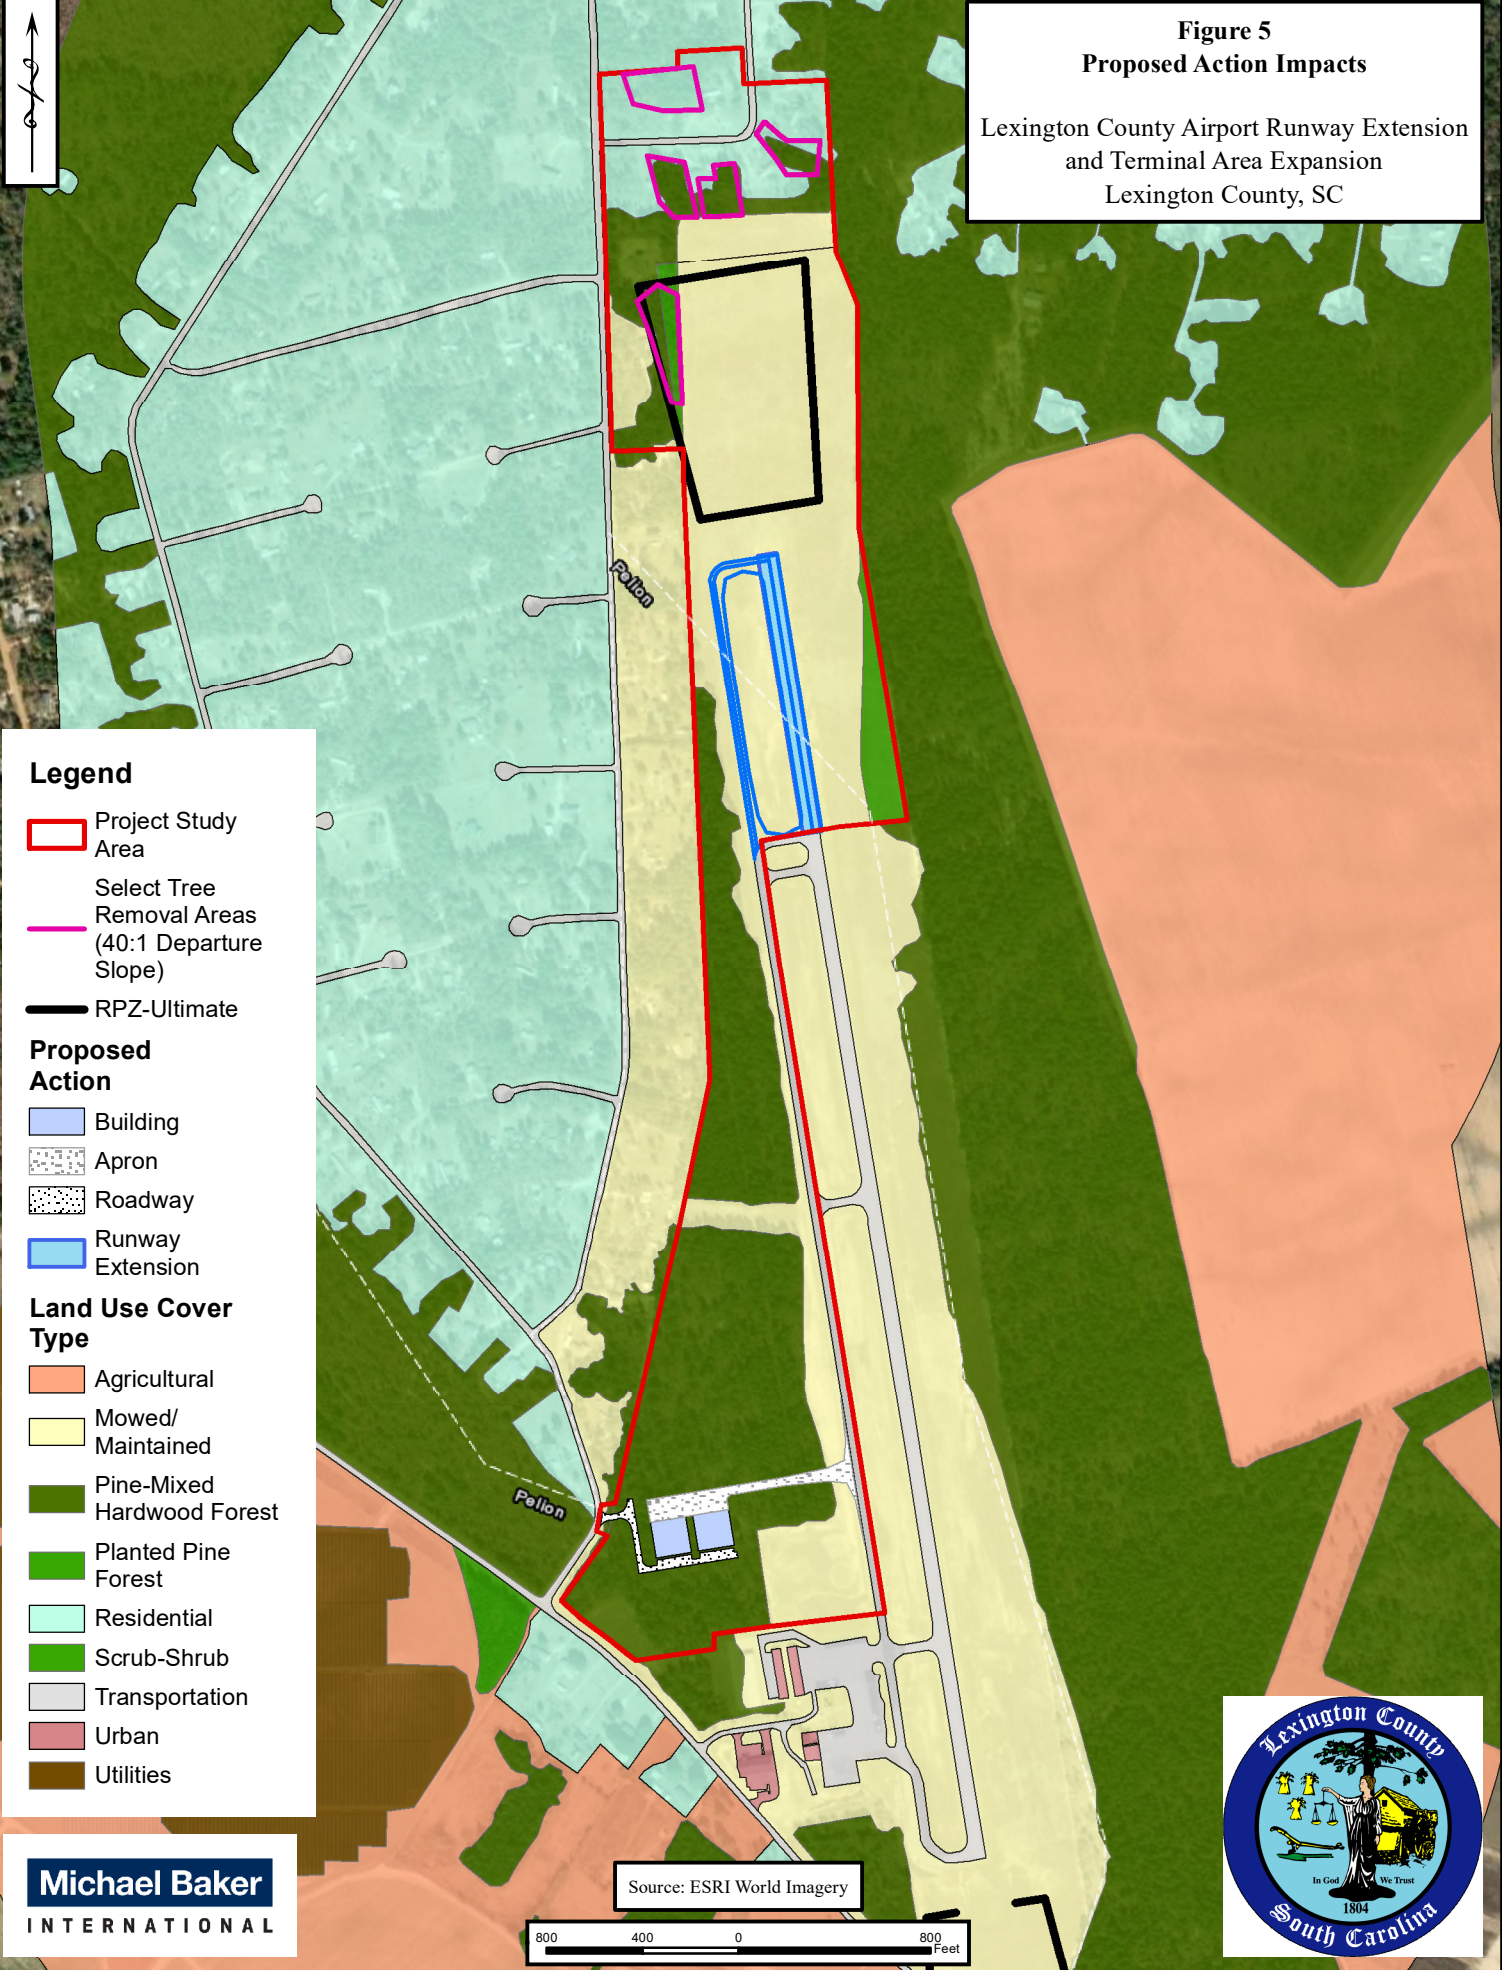 Figure 5
Proposed Action Impacts
Lexington County Airport Runway Extension
and Terminal Area Expansion
Lexington County, SC
Pelion
Legend
Project Study
Area
Select Tree
Removal Areas
(40:1 Departure
Slope)
RPZ-Ultimate
Proposed
Action
Building
Apron
Roadway
Runway
Extension
Land Use Cover
Type
Agricultural
Mowed/
Maintained
Pine-Mixed
Hardwood Forest
Planted Pine
Forest
Residential
Scrub-Shrub
Transportation
Urban
Utilities
Pelion
Michael Baker
INTERNATIONAL
Source: ESRI World Imagery
800 400 0 800
Feet
Lexington County
In God We Trust
1804
South Carolina